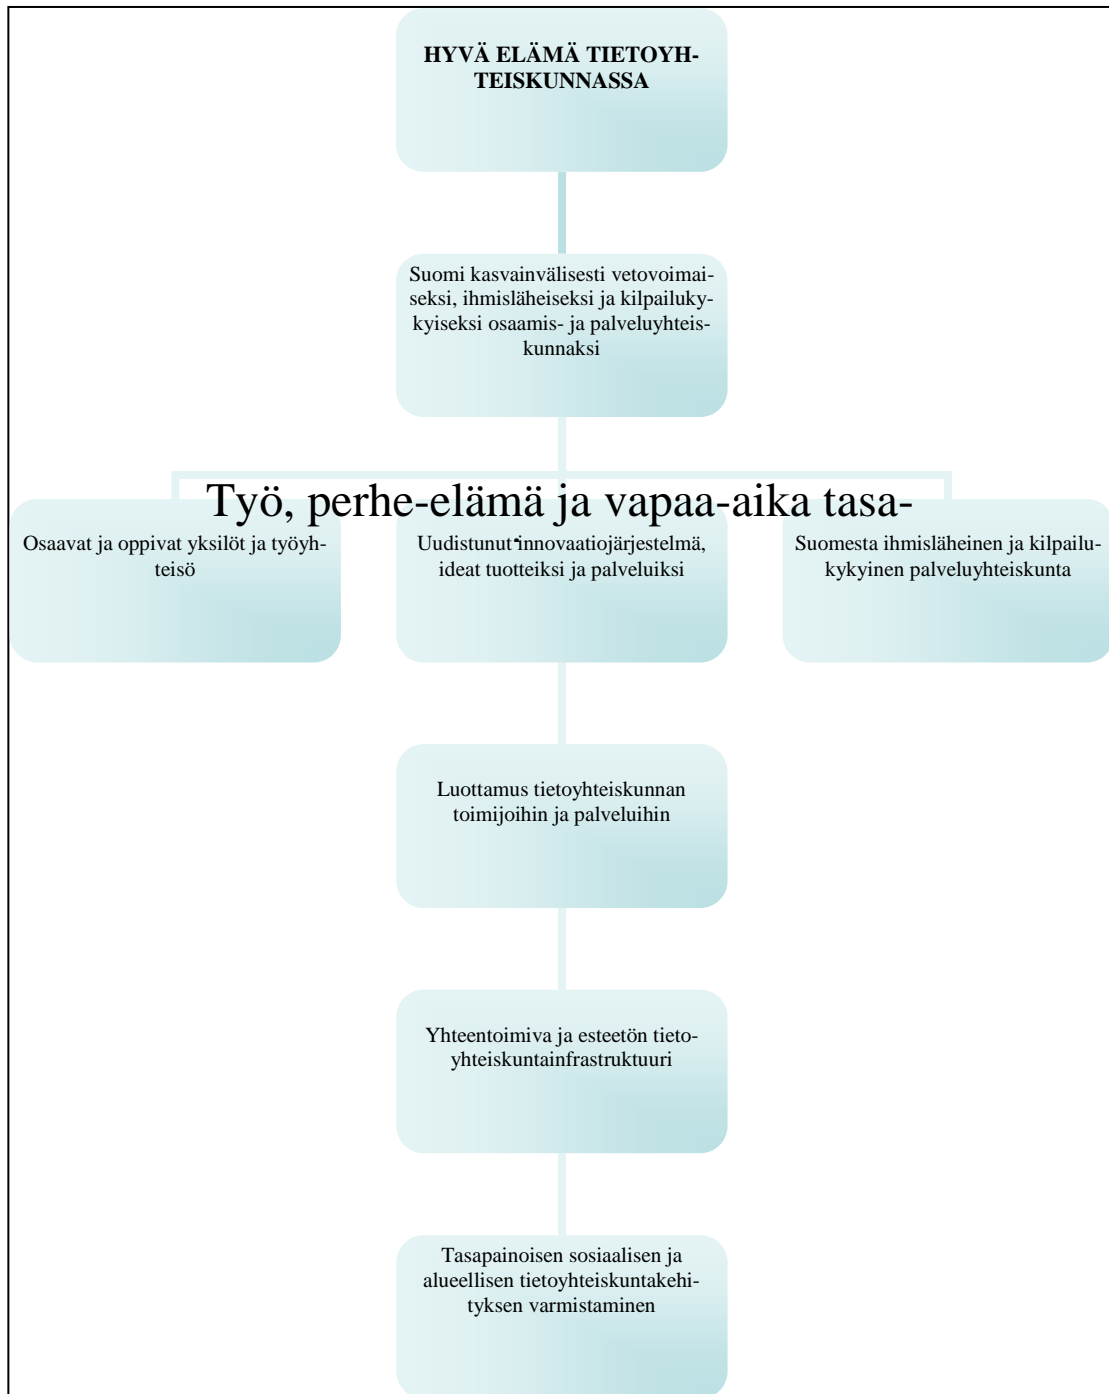 HYVÄ ELÄMÄ TIETOYH-
TEISKUNNASSA
Suomi kasvainvälisesti vetovoimai-
seksi, ihmisläheiseksi ja kilpailuky-
kyiseksi osaamis- ja palveluyhteis-
kunnaksi
Työ, perhe-elämä ja vapaa-aika tasa-
Osaavat ja oppivat yksilöt ja työyh-
teisö
Uudistunut innovaatiojärjestelmä,
ideat tuotteiksi ja palveluiksi
Suomesta ihmisläheinen ja kilpailu-
kykyinen palveluyhteiskunta
Luottamus tietoyhteiskunnan
toimijoihin ja palveluihin
Yhteentoimiva ja esteetön tieto-
yhteiskuntainfrastruktuuri
Tasapainoisen sosiaalisen ja
alueellisen tietoyhteiskuntakehi-
tyksen varmistaminen